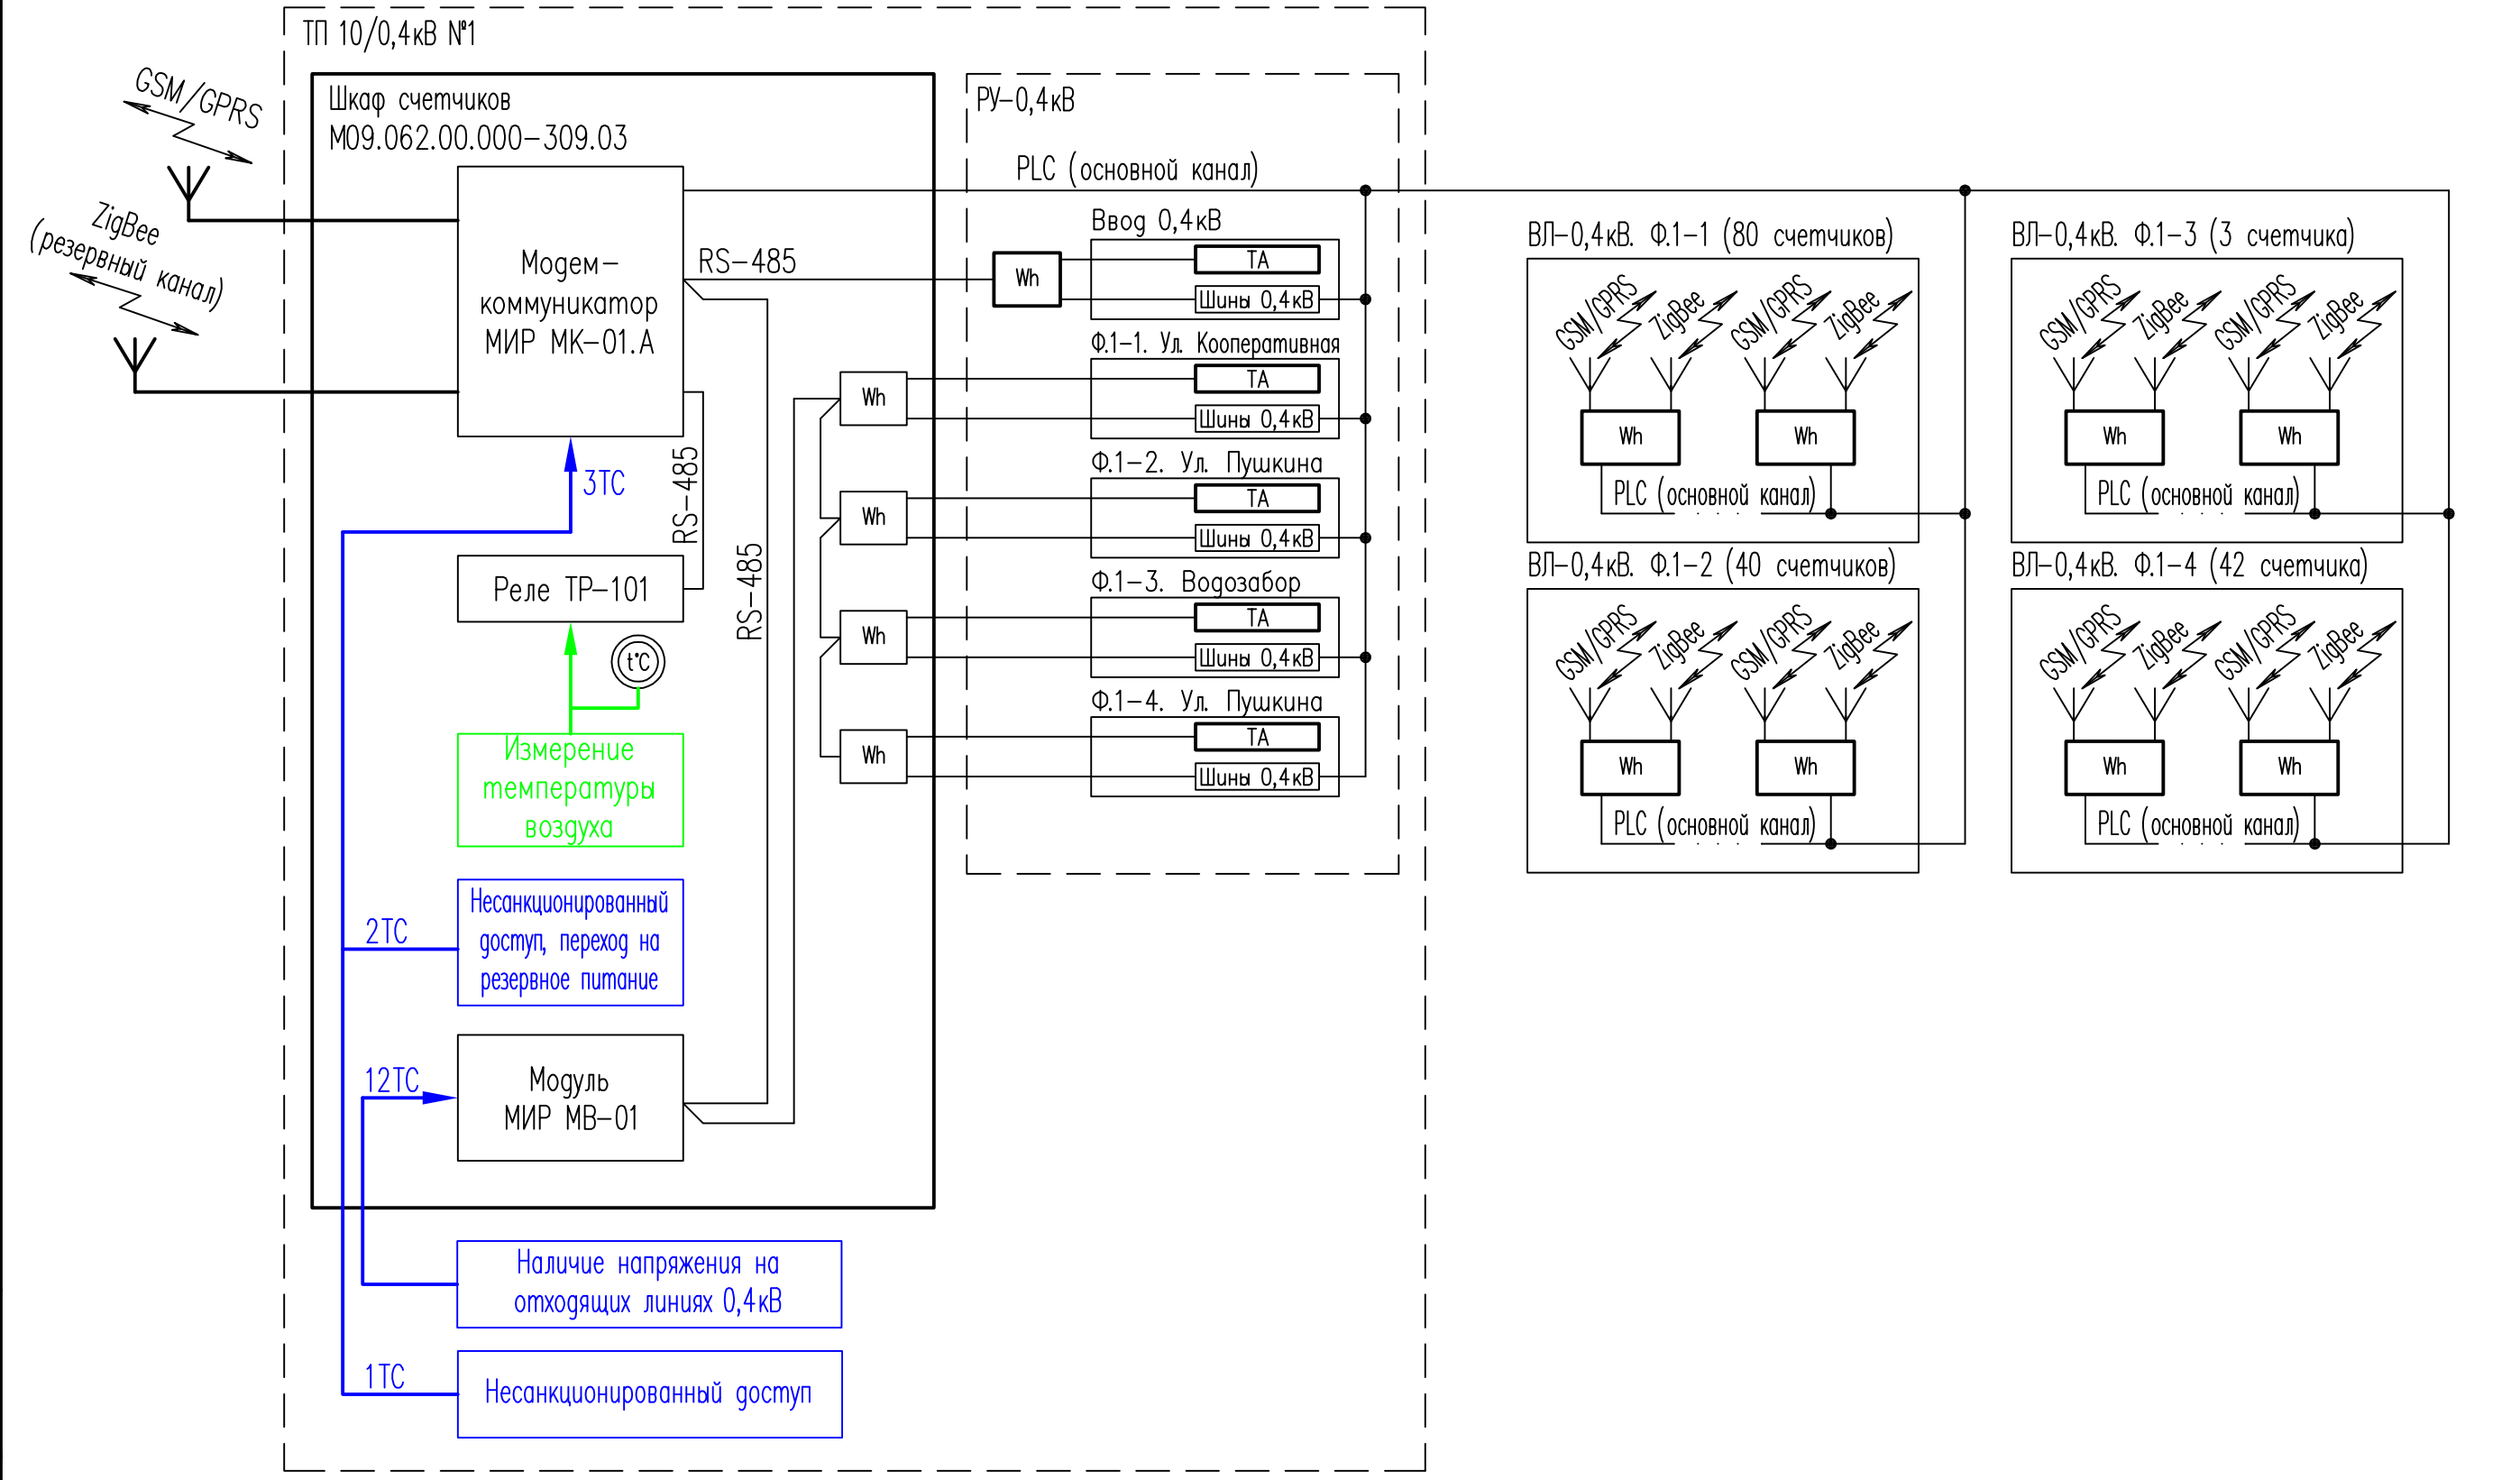 ТП 10/0,4кВ №1
GSM/GPRS
ZigBee
(резервный канал)
Шкаф счетчиков
М09.062.00.000-309.03
Модем-
коммуникатор
МИР МК-01.А
3ТС
RS-485
RS-485
RS-485
Реле ТР-101
t°C
Измерение
температуры
воздуха
2ТС
Несанкционированный
доступ, переход на
резервное питание
12ТС
Модуль
МИР МВ-01
Наличие напряжения на
отходящих линиях 0,4кВ
1ТС
Несанкционированный доступ
РУ-0,4кВ
PLC (основной канал)
Ввод 0,4кВ
Wh
ТА
Шины 0,4кВ
Ф.1-1. Ул. Кооперативная
Wh
ТА
Шины 0,4кВ
Ф.1-2. Ул. Пушкина
Wh
ТА
Шины 0,4кВ
Ф.1-3. Водозабор
Wh
ТА
Шины 0,4кВ
Ф.1-4. Ул. Пушкина
Wh
ТА
Шины 0,4кВ
ВЛ-0,4кВ. Ф.1-1 (80 счетчиков)
GSM/GPRS
ZigBee
GSM/GPRS
ZigBee
Wh
Wh
PLC (основной канал)
ВЛ-0,4кВ. Ф.1-3 (3 счетчика)
GSM/GPRS
ZigBee
GSM/GPRS
ZigBee
Wh
Wh
PLC (основной канал)
ВЛ-0,4кВ. Ф.1-2 (40 счетчиков)
GSM/GPRS
ZigBee
GSM/GPRS
ZigBee
Wh
Wh
PLC (основной канал)
ВЛ-0,4кВ. Ф.1-4 (42 счетчика)
GSM/GPRS
ZigBee
GSM/GPRS
ZigBee
Wh
Wh
PLC (основной канал)